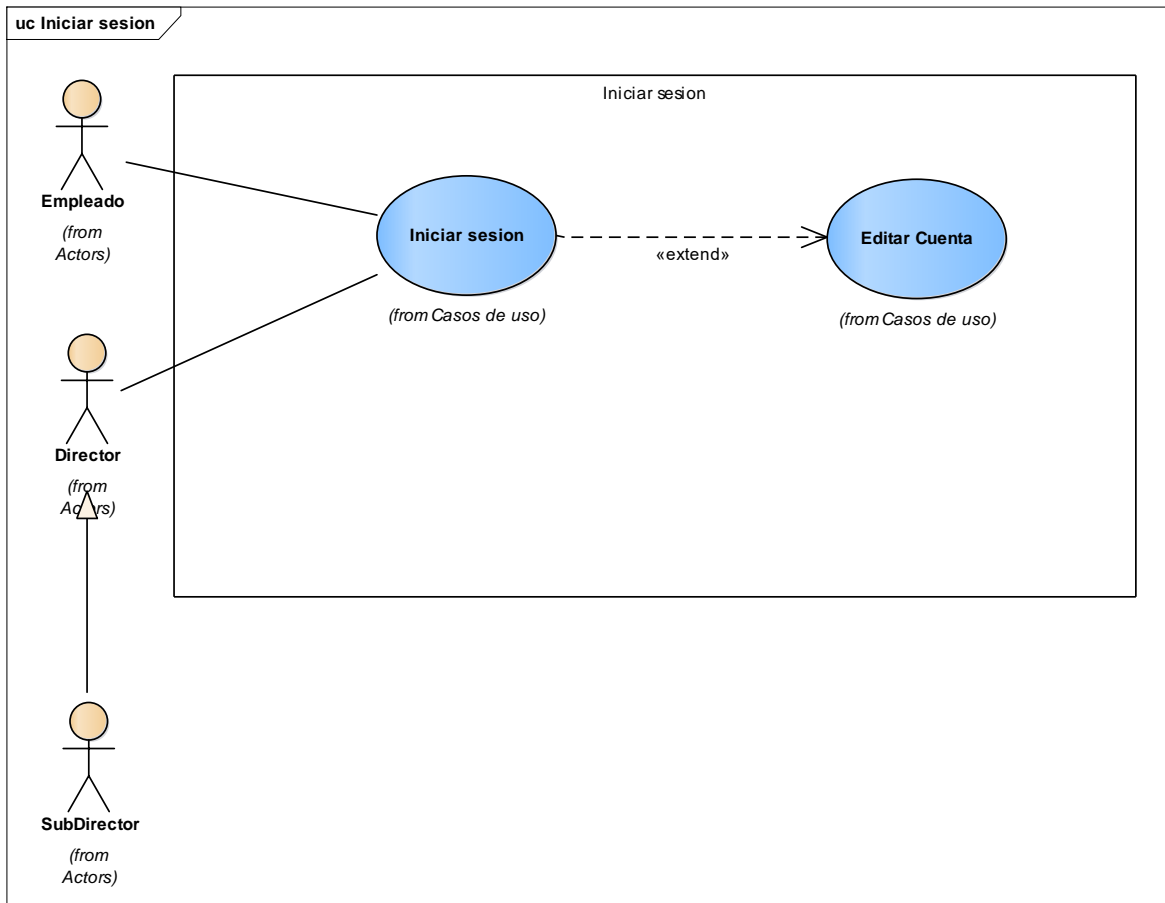 uc Iniciar sesion
Iniciar sesion
Empleado
(from
Actors)
Iniciar sesion
(from Casos de uso)
«extend»
Editar Cuenta
(from Casos de uso)
Director
(from
Actors)
SubDirector
(from
Actors)